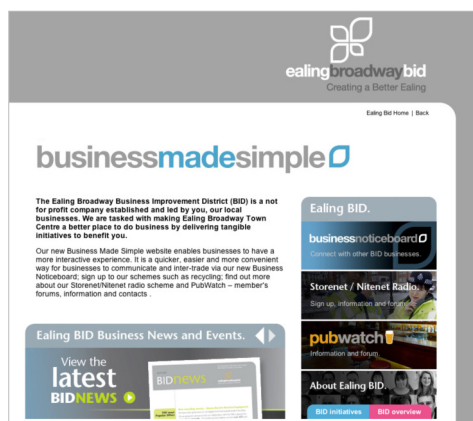 ealingbroadwaybid
Creating a Better Ealing
Ealing Bid Home | Back
businessmadesimple
The Ealing Broadway Business Improvement District (BID) is a not
for profit company established and led by you, our local
businesses. We are tasked with making Ealing Broadway Town
Centre a better place to do business by delivering tangible
initiatives to benefit you.
Our new Business Made Simple website enables businesses to have a
more interactive experience. It is a quicker, easier and more convenient
way for businesses to communicate and inter-trade via our new Business
Noticeboard; sign up to our schemes such as recycling; find out more
about our Storenet/Nitenet radio scheme and PubWatch – member's
forums, information and contacts .
Ealing BID Business News and Events.
View the
latest
BIDNEWS
BIDNEWS
Ealing BID.
businessnoticeboard
Connect with other BID businesses.
Storenet / Nitenet Radio.
Sign up, information and forum.
pubwatch
Information and forum.
About Ealing BID.
BID initiatives
BID overview